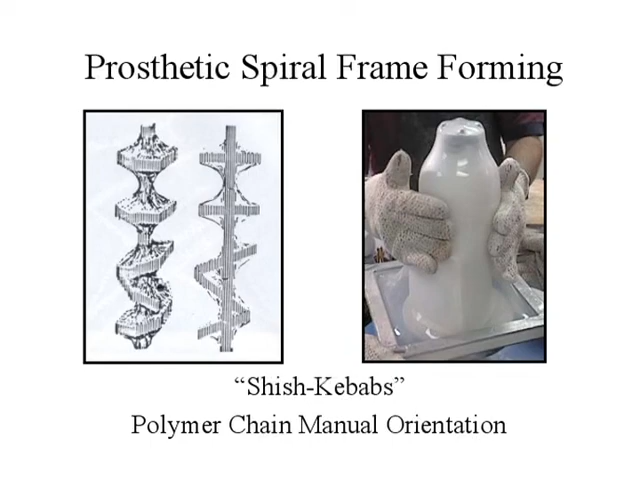 Prosthetic Spiral Frame Forming
“Shish-Kebabs”
Polymer Chain Manual Orientation